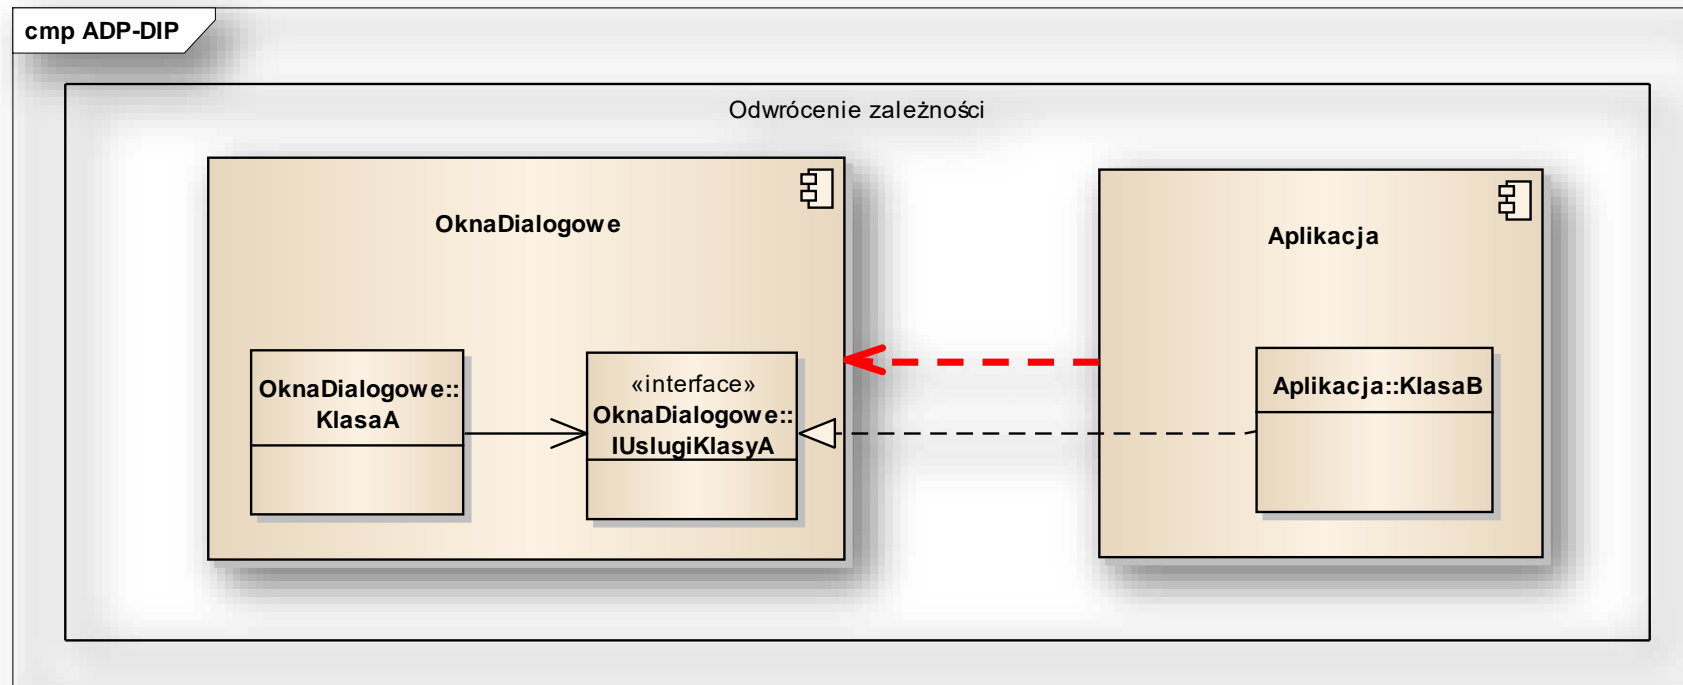 cmp ADP-DIP
Odwrócenie zależności
OknaDialogowe
Aplikacja
OknaDialogowe::
KlasaA
«interface»
OknaDialogowe::
IUslugiKlasyA
Aplikacja::KlasaB